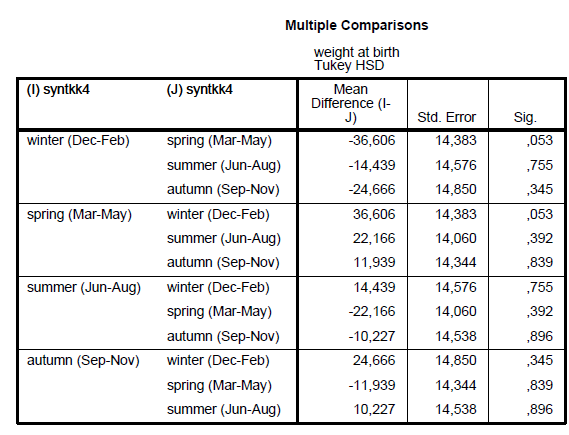 Multiple Comparisons
weight at birth
Tukey HSD
(I) syntkk4 (J) syntkk4 Mean Difference (I-J) Std. Error Sig.
winter (Dec-Feb) spring (Mar-May) -36,606 14,383 ,053
summer (Jun-Aug) -14,439 14,576 ,755
autumn (Sep-Nov) -24,666 14,850 ,345
spring (Mar-May) winter (Dec-Feb) 36,606 14,383 ,053
summer (Jun-Aug) 22,166 14,060 ,392
autumn (Sep-Nov) 11,939 14,344 ,839
summer (Jun-Aug) winter (Dec-Feb) 14,439 14,576 ,755
spring (Mar-May) -22,166 14,060 ,392
autumn (Sep-Nov) -10,227 14,538 ,896
autumn (Sep-Nov) winter (Dec-Feb) 24,666 14,850 ,345
spring (Mar-May) -11,939 14,344 ,839
summer (Jun-Aug) 10,227 14,538 ,896